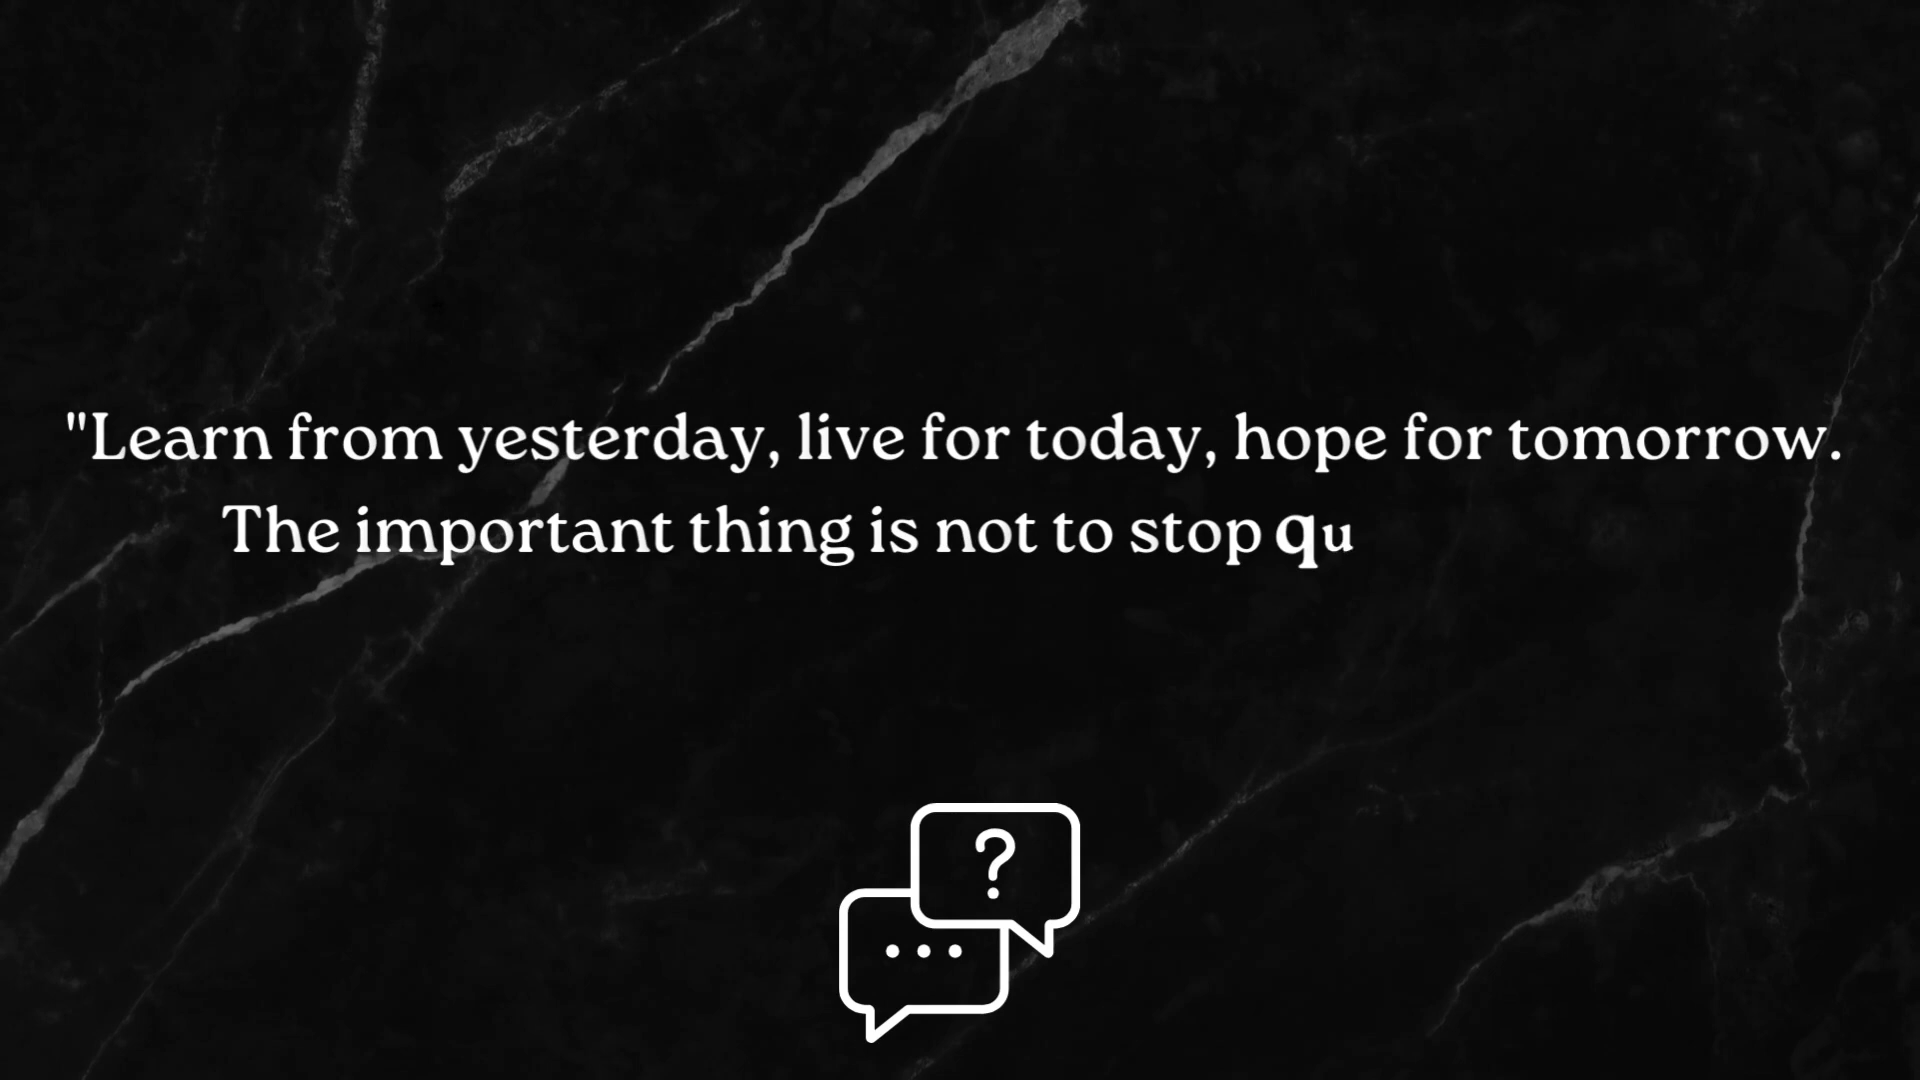 "Learn from yesterday, live for today, hope for tomorrow.
The important thing is not to stop qu
?